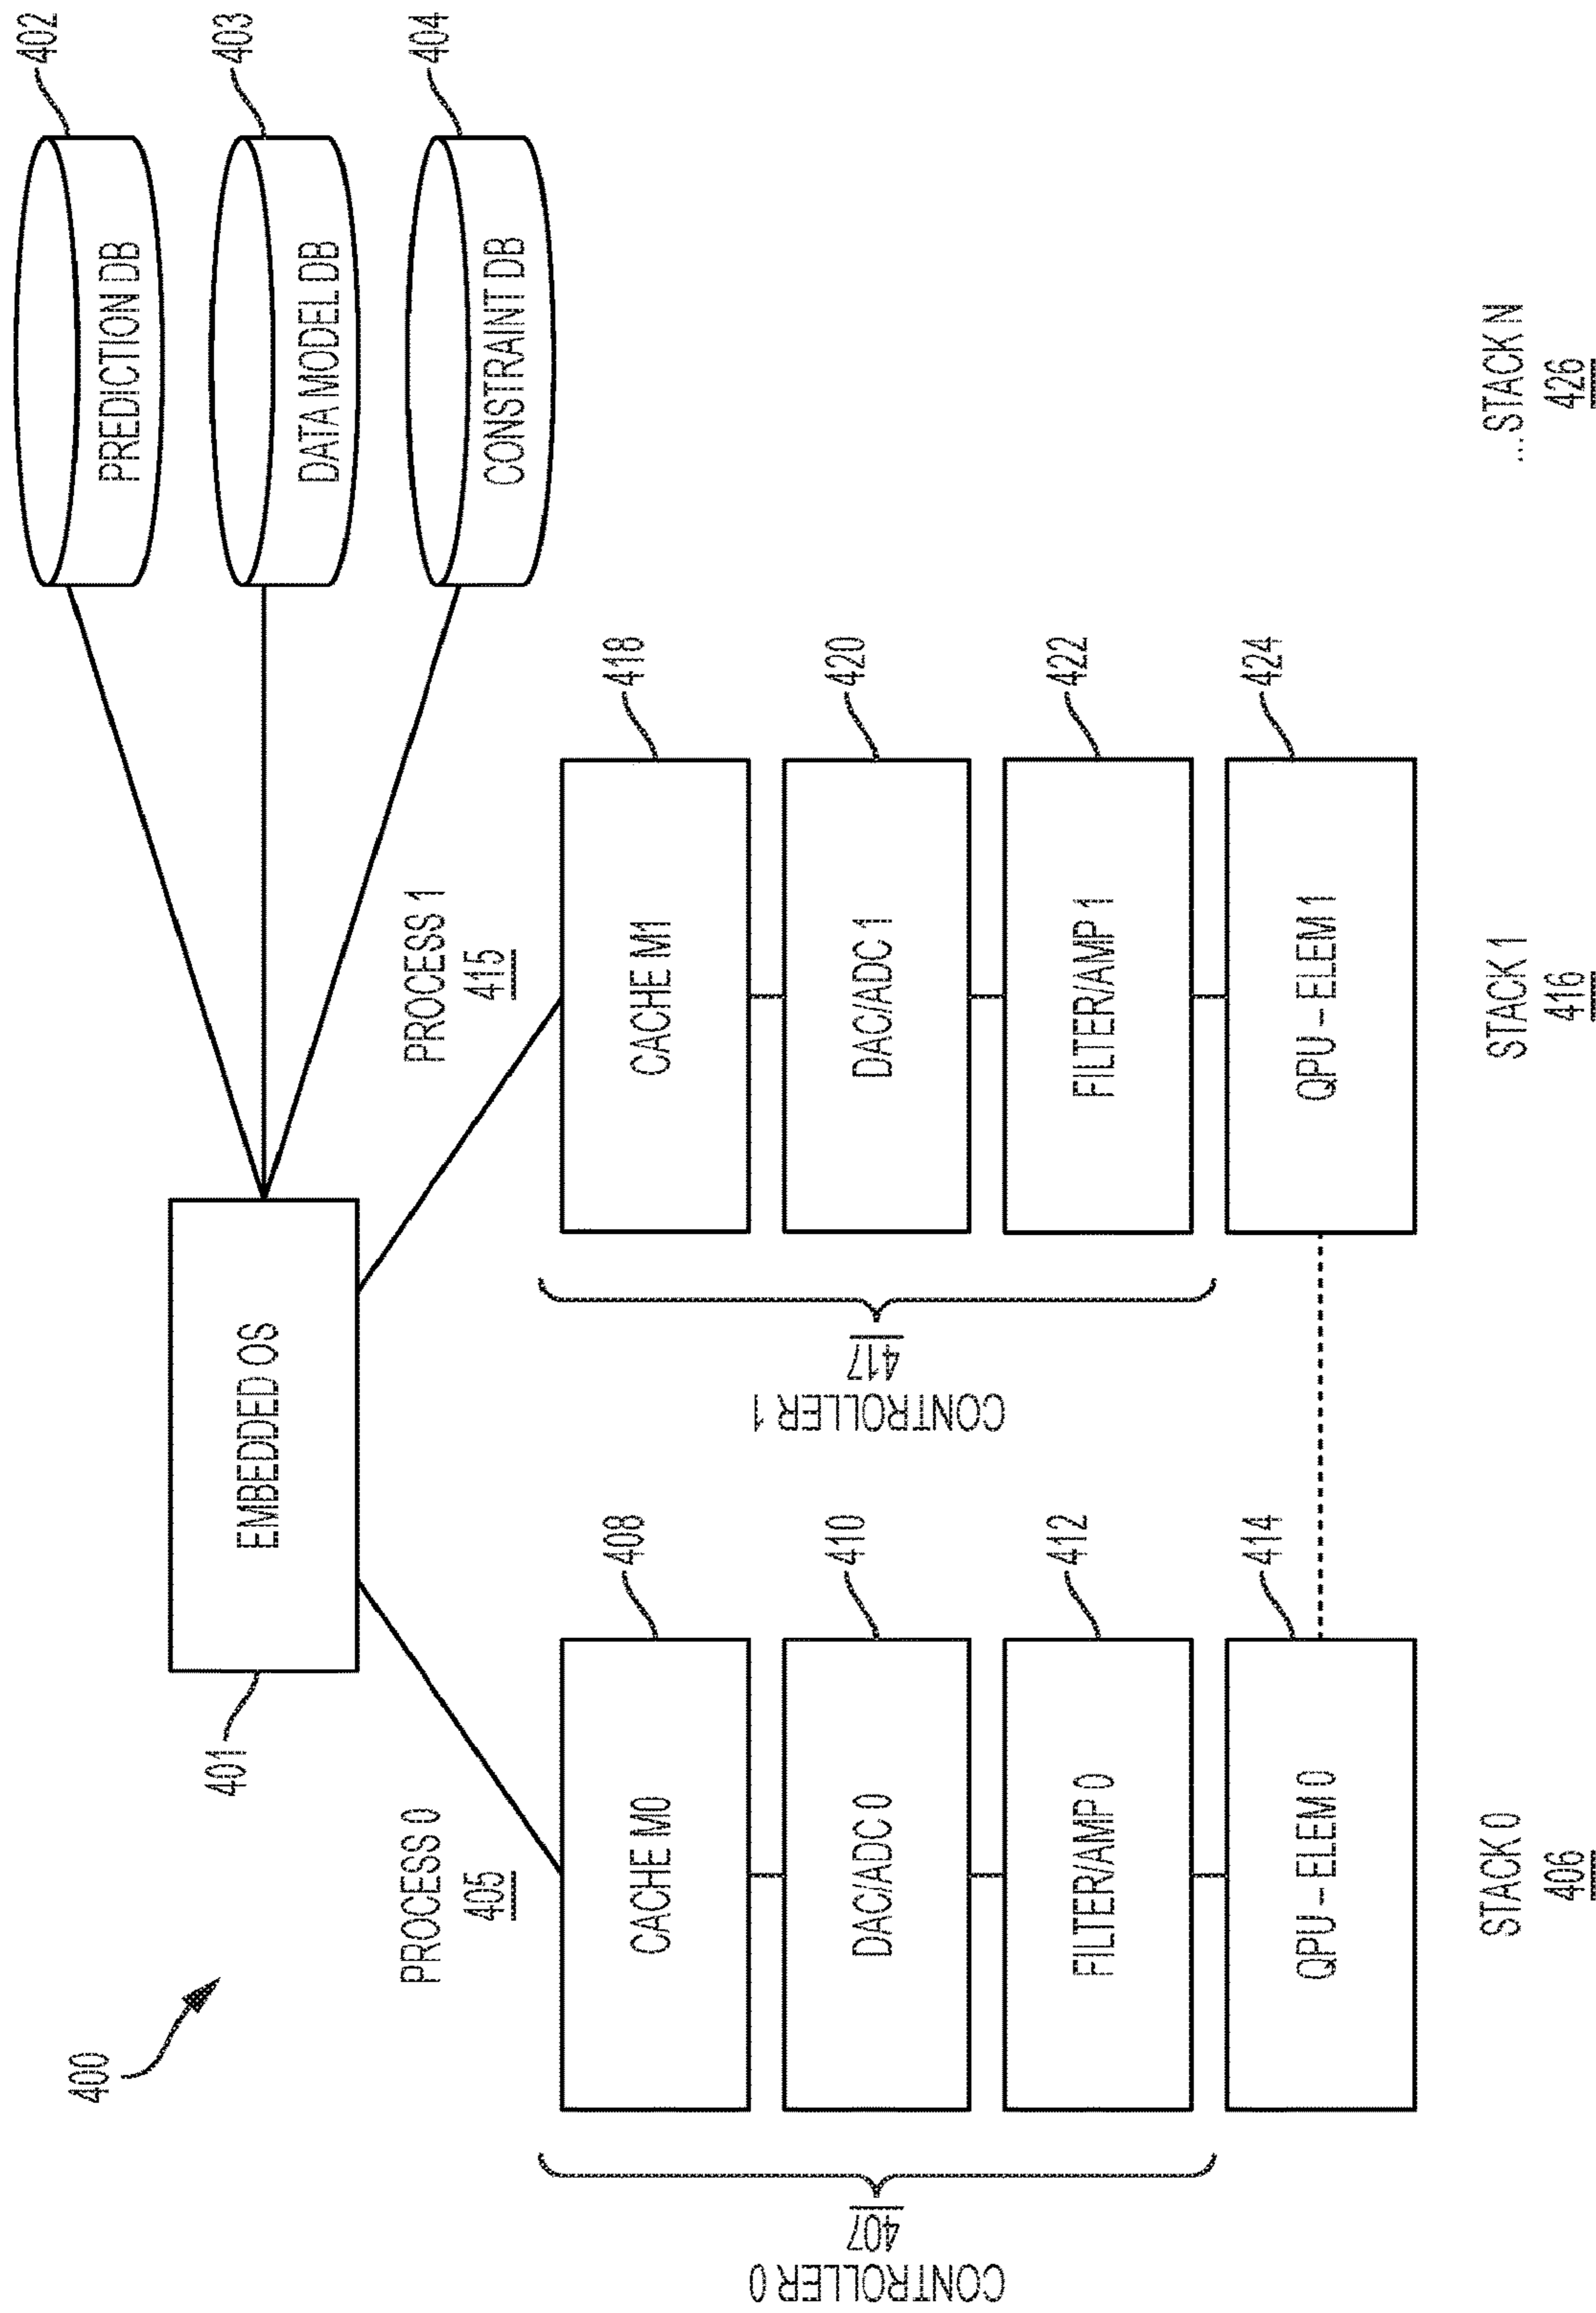 400
401
EMBEDDED OS
402
PREDICTION DB
403
DATA MODEL DB
404
CONSTRAINT DB
PROCESS 0
405
PROCESS 1
415
CONTROLLER 0
407
CACHE M0
408
DAC/ADC 0
410
FILTER/AMP 0
412
QPU – ELEM 0
414
CONTROLLER 1
417
CACHE M1
418
DAC/ADC 1
420
FILTER/AMP 1
422
QPU – ELEM 1
424
STACK 0
406
STACK 1
416
...STACK N
426